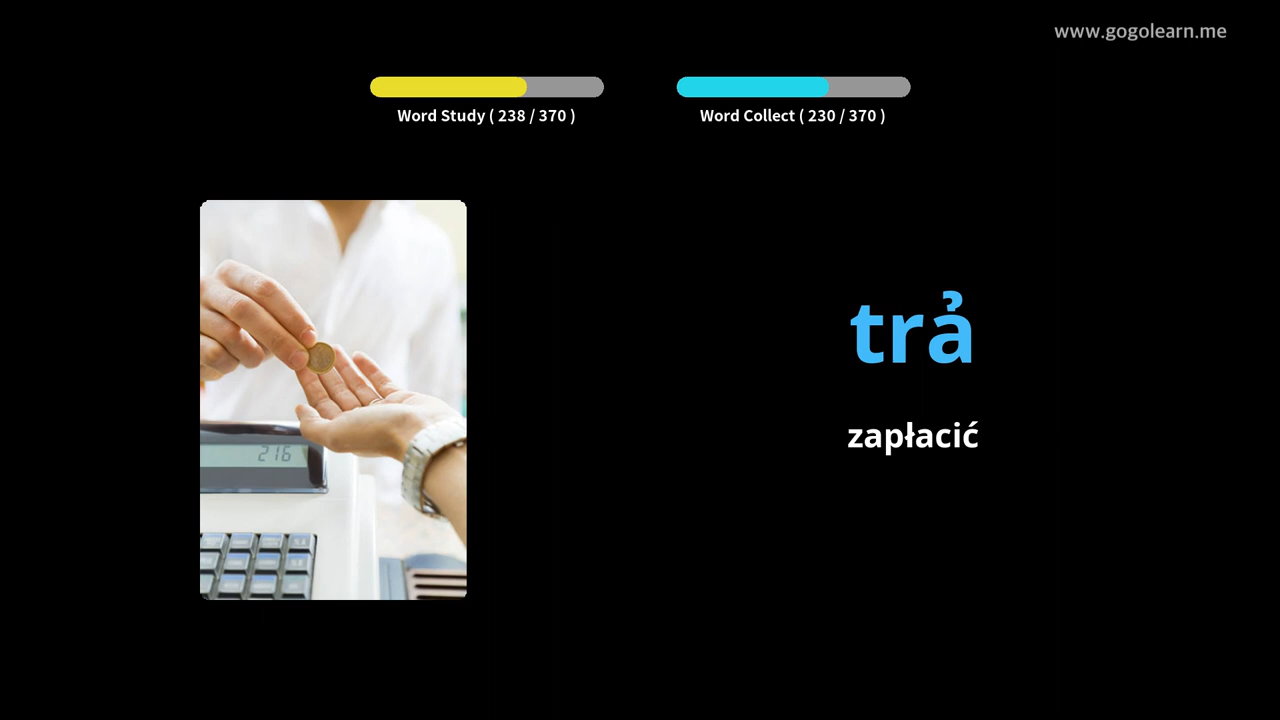 www.gogolearn.me
Word Study ( 238 / 370 )
Word Collect ( 230 / 370 )
trả
zapłacić
216